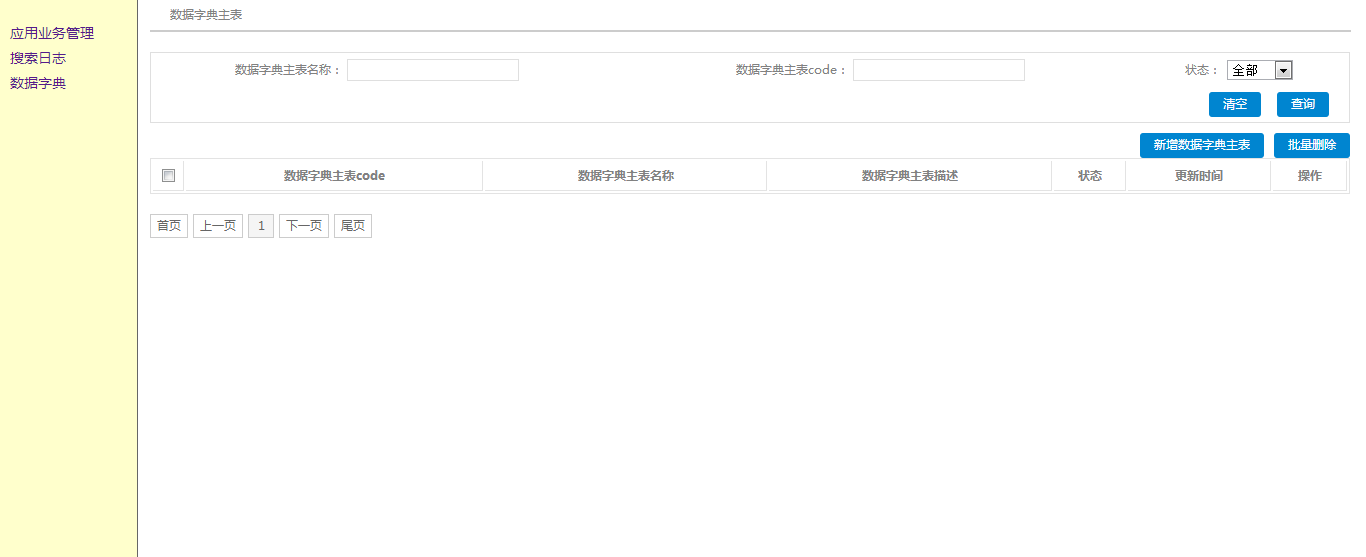 应用业务管理
搜索日志
数据字典
数据字典主表
数据字典主表名称： 数据字典主表code： 状态： 全部
清空 查询
新增数据字典主表 批量删除
数据字典主表code 数据字典主表名称 数据字典主表描述 状态 更新时间 操作
首页 上一页 1 下一页 尾页